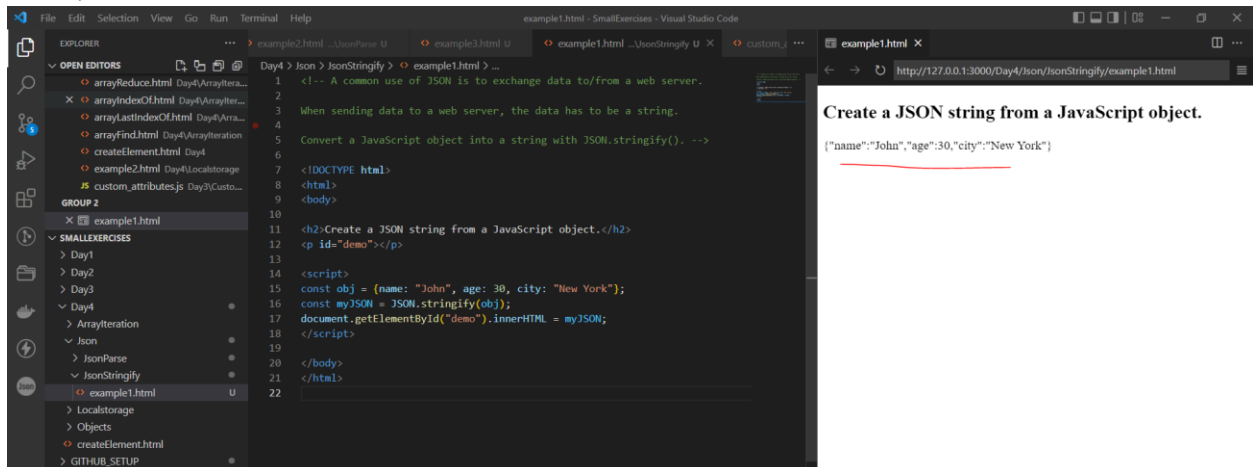 File Edit Selection View Go Run Terminal Help
example1.html - SmallExercises - Visual Studio Code
EXPLORER
OPEN EDITORS
arrayReduce.html Day4\ArrayItera...
arrayIndexOf.html Day4\ArrayIter...
arrayLastIndexOf.html Day4\Arra...
arrayFind.html Day4\ArrayIteration
createElement.html Day4
example2.html Day4\Localstorage
JS custom_attributes.js Day3\Custo...
GROUP 2
example1.html
SMALLEXERCISES
Day1
Day2
Day3
Day4
ArrayIteration
Json
JsonParse
JsonStringify
example1.html U
Localstorage
Objects
createElement.html
GITHUB_SETUP
Json
example2.html ...\JsonParse U example3.html U example1.html ...\JsonStringify U
Day4 > Json > JsonStringify > example1.html > ...
1 <!-- A common use of JSON is to exchange data to/from a web server.
2
3 When sending data to a web server, the data has to be a string.
4
5 Convert a JavaScript object into a string with JSON.stringify(). -->
6
7 <!DOCTYPE html>
8 <html>
9 <body>
10
11 <h2>Create a JSON string from a JavaScript object.</h2>
12 <p id="demo"></p>
13
14 <script>
15 const obj = {name: "John", age: 30, city: "New York"};
16 const myJSON = JSON.stringify(obj);
17 document.getElementById("demo").innerHTML = myJSON;
18 </script>
19
20 </body>
21 </html>
22
example1.html
http://127.0.0.1:3000/Day4/Json/JsonStringify/example1.html
Create a JSON string from a JavaScript object.
{"name":"John","age":30,"city":"New York"}